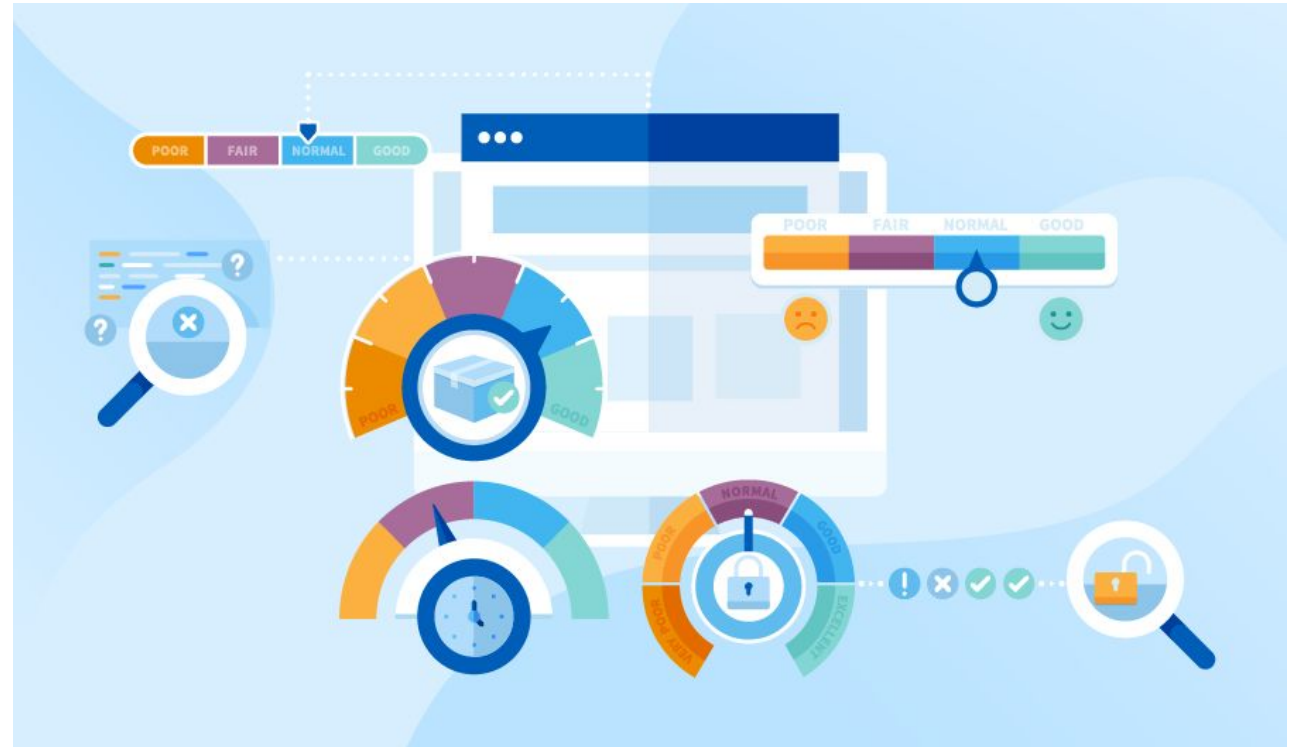 POOR FAIR NORMAL GOOD
POOR FAIR NORMAL GOOD
?
?
POOR GOOD
VERY POOR POOR NORMAL GOOD EXCELLENT
!